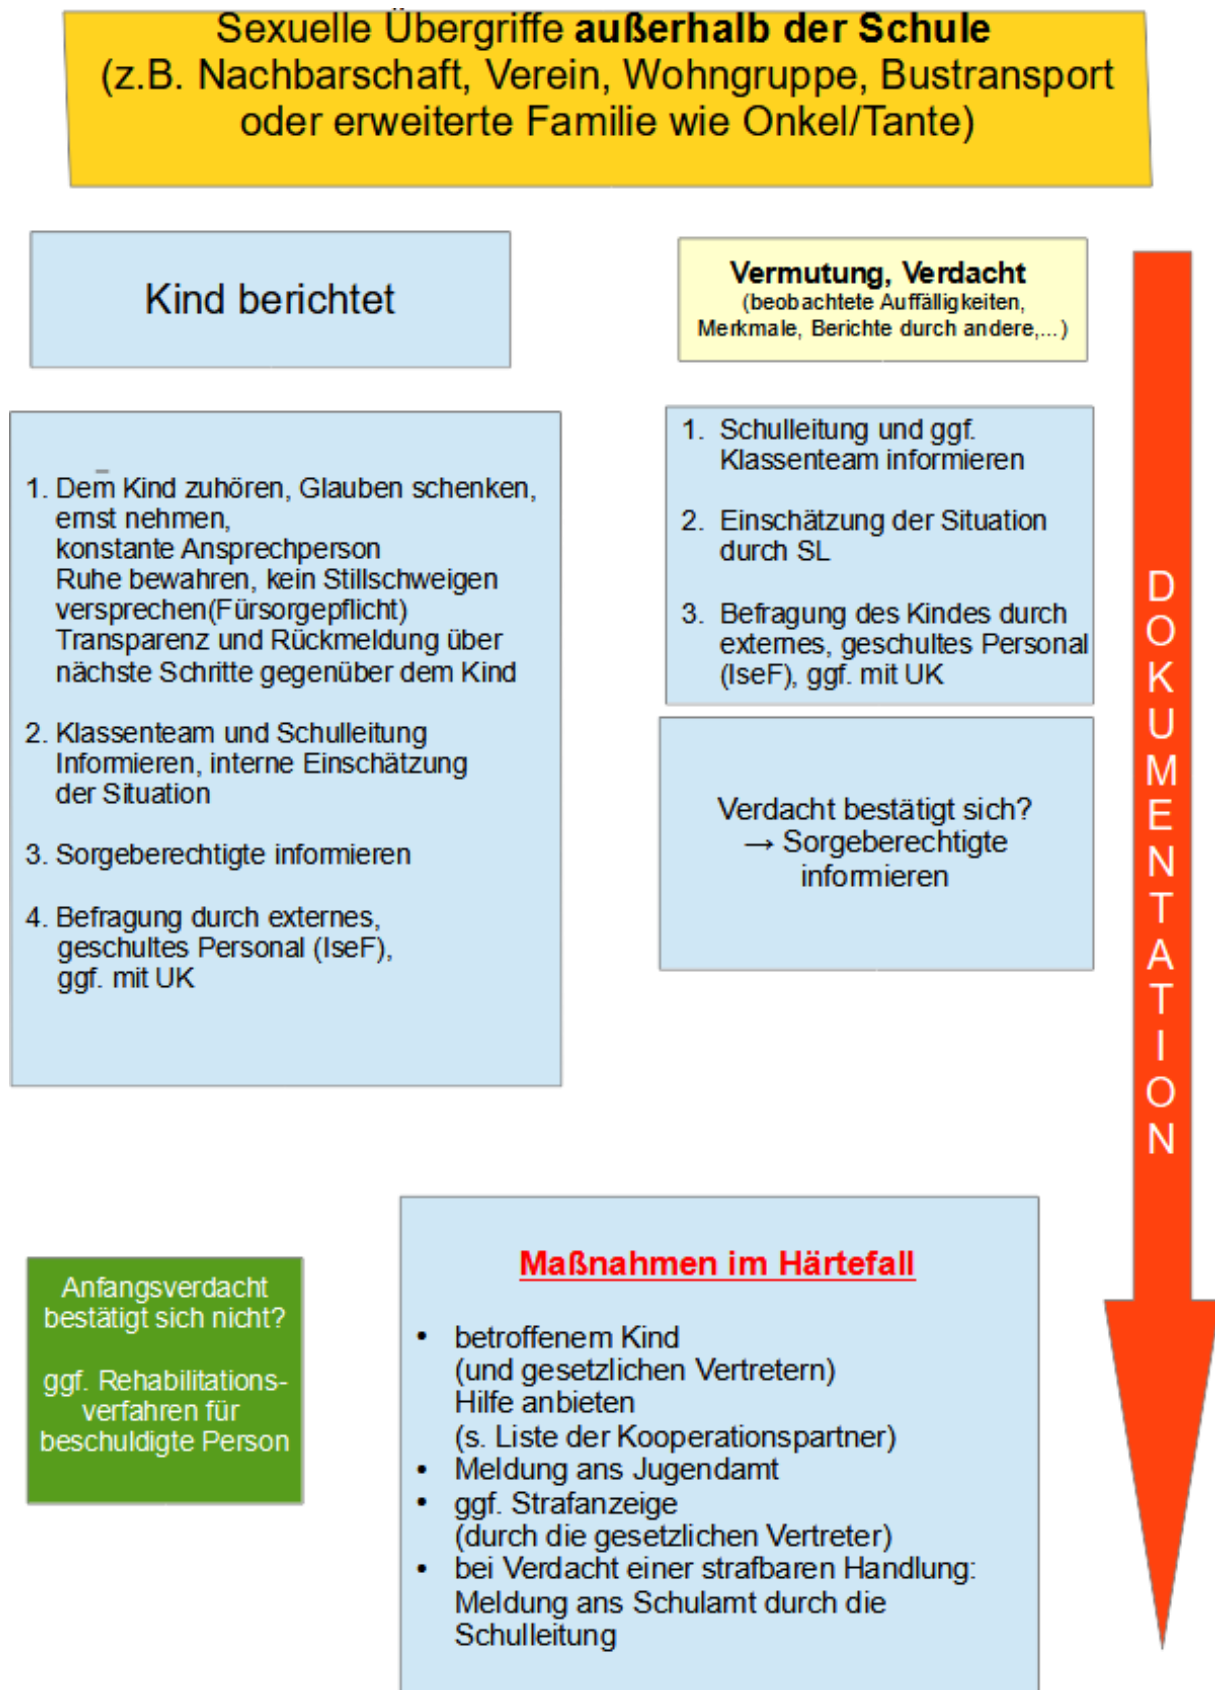 Sexuelle Übergriffe außerhalb der Schule
(z.B. Nachbarschaft, Verein, Wohngruppe, Bustransport
oder erweiterte Familie wie Onkel/Tante)
Kind berichtet
1. Dem Kind zuhören, Glauben schenken,
ernst nehmen,
konstante Ansprechperson
Ruhe bewahren, kein Stillschweigen
versprechen(Fürsorgepflicht)
Transparenz und Rückmeldung über
nächste Schritte gegenüber dem Kind
2. Klassenteam und Schulleitung
Informieren, interne Einschätzung
der Situation
3. Sorgeberechtigte informieren
4. Befragung durch externes,
geschultes Personal (IseF),
ggf. mit UK
Vermutung, Verdacht
(beobachtete Auffälligkeiten,
Merkmale, Berichte durch andere,...)
1. Schulleitung und ggf.
Klassenteam informieren
2. Einschätzung der Situation
durch SL
3. Befragung des Kindes durch
externes, geschultes Personal
(IseF), ggf. mit UK
Verdacht bestätigt sich?
→ Sorgeberechtigte
informieren
DOKUMENTATION
Anfangsverdacht
bestätigt sich nicht?
ggf. Rehabilitations-
verfahren für
beschuldigte Person
Maßnahmen im Härtefall
• betroffenem Kind
(und gesetzlichen Vertretern)
Hilfe anbieten
(s. Liste der Kooperationspartner)
• Meldung ans Jugendamt
• ggf. Strafanzeige
(durch die gesetzlichen Vertreter)
• bei Verdacht einer strafbaren Handlung:
Meldung ans Schulamt durch die
Schulleitung